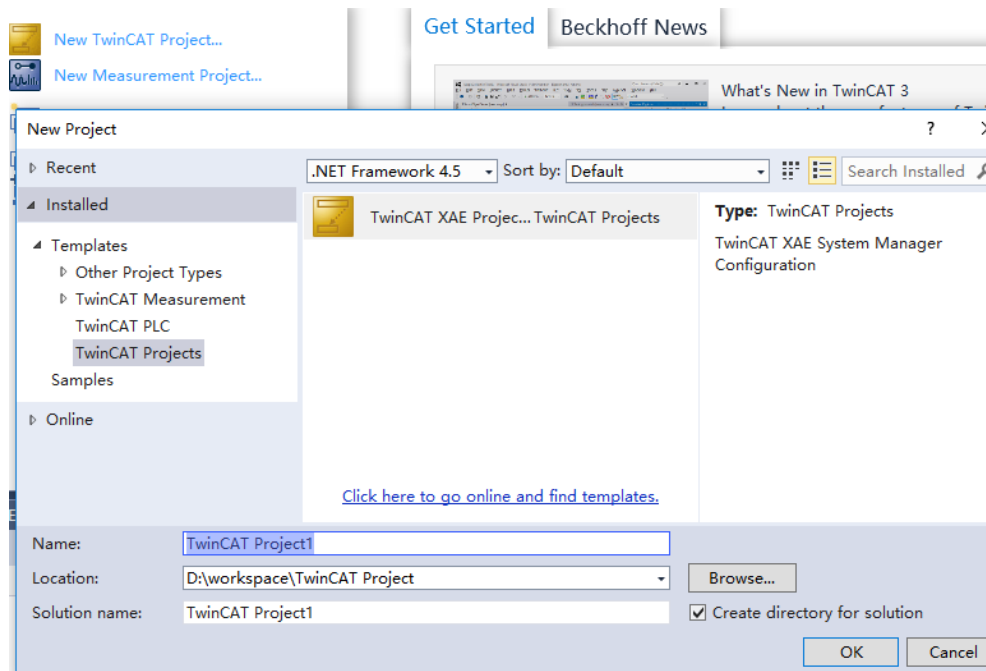 New TwinCAT Project...
New Measurement Project...
Get Started
Beckhoff News
What's New in TwinCAT 3
New Project
?
Recent
.NET Framework 4.5
Sort by:
Default
Search Installed
Installed
TwinCAT XAE Projec... TwinCAT Projects
Type: TwinCAT Projects
TwinCAT XAE System Manager
Configuration
Templates
Other Project Types
TwinCAT Measurement
TwinCAT PLC
TwinCAT Projects
Samples
Online
Click here to go online and find templates.
Name:
TwinCAT Project1
Location:
D:\workspace\TwinCAT Project
Browse...
Solution name:
TwinCAT Project1
Create directory for solution
OK
Cancel